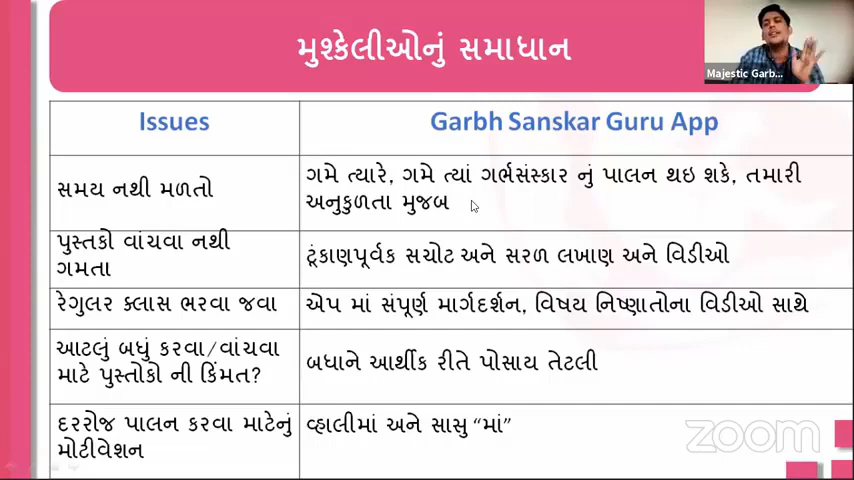 મુશ્કેલીઓનું સમાધાન
Majestic Garb...
Issues
Garbh Sanskar Guru App
સમય નથી મળતો
ગમે ત્યારે, ગમે ત્યાં ગર્ભસંસ્કાર નું પાલન થઇ શકે, તમારી
અનુકુળતા મુજબ
પુસ્તકો વાંચવા નથી
ગમતા
ટૂંકાણપૂર્વક સચોટ અને સરળ લખાણ અને વિડીઓ
રેગુલર ક્લાસ ભરવા જવા
એપ માં સંપૂર્ણ માર્ગદર્શન, વિષય નિષ્ણાતોના વિડીઓ સાથે
આટલું બધું કરવા/વાંચવા
માટે પુસ્તોકો ની કિંમત?
બધાને આર્થીક રીતે પોસાય તેટલી
દરરોજ પાલન કરવા માટેનું
મોટીવેશન
વ્હાલીમાં અને સાસુ “માં”
zoom